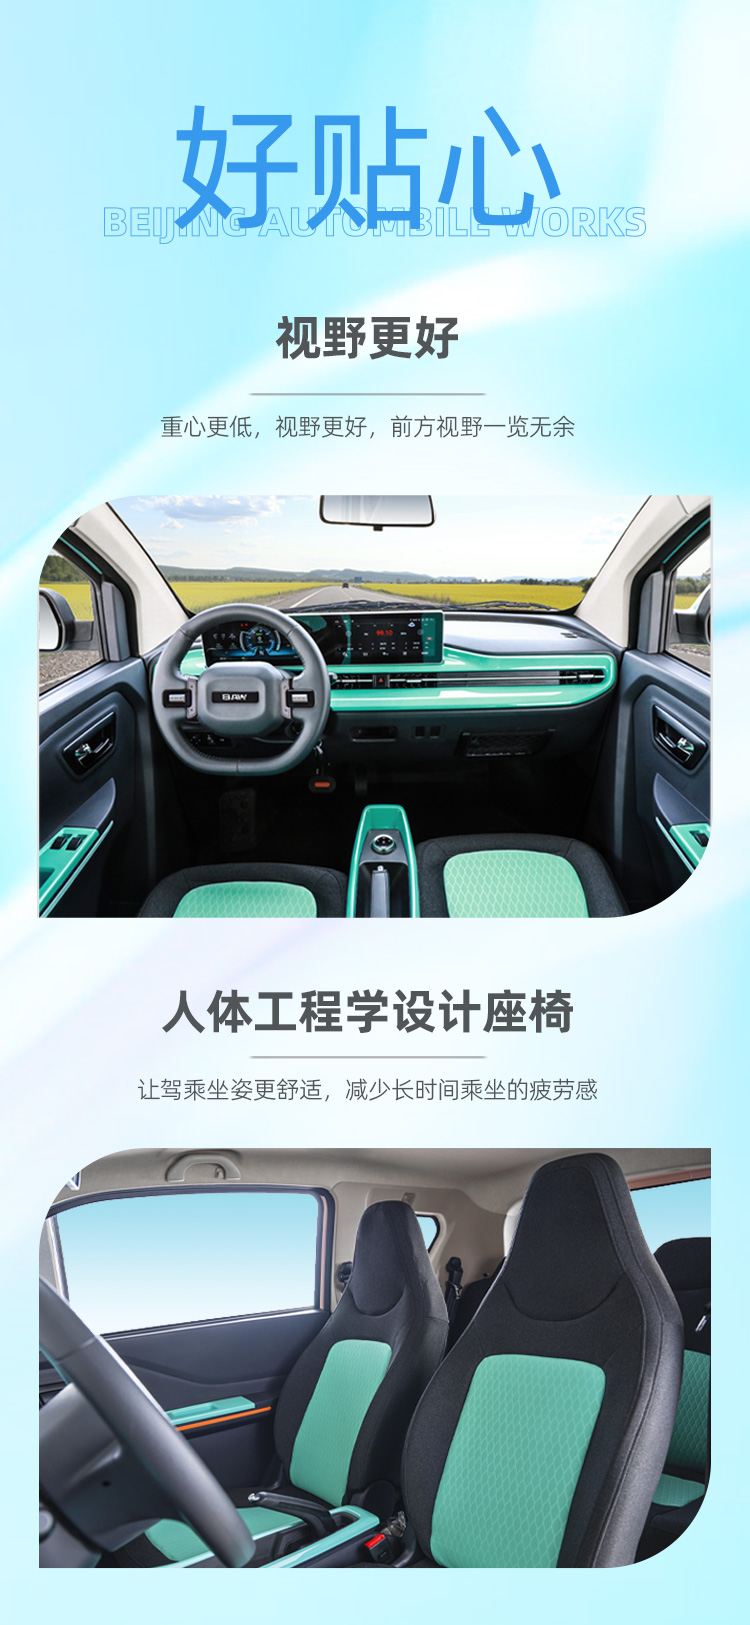 好贴心
BEIJING AUTOMBILE WORKS
视野更好
重心更低，视野更好，前方视野一览无余
BAW
人体工程学设计座椅
让驾乘坐姿更舒适，减少长时间乘坐的疲劳感